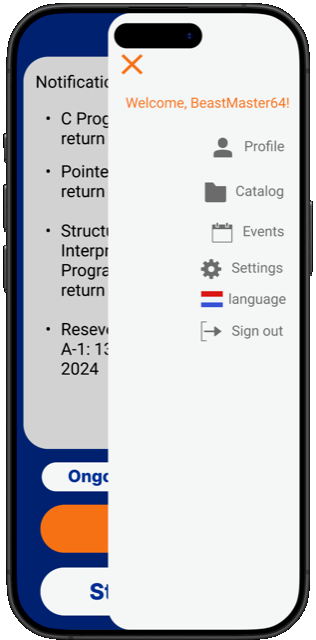 Notificatio
• C Prog
return
• Pointe
return
• Structu
Interpr
Progra
return
• Reseve
A-1: 13
2024
Ongo
St
Welcome, BeastMaster64!
Profile
Catalog
Events
Settings
language
Sign out